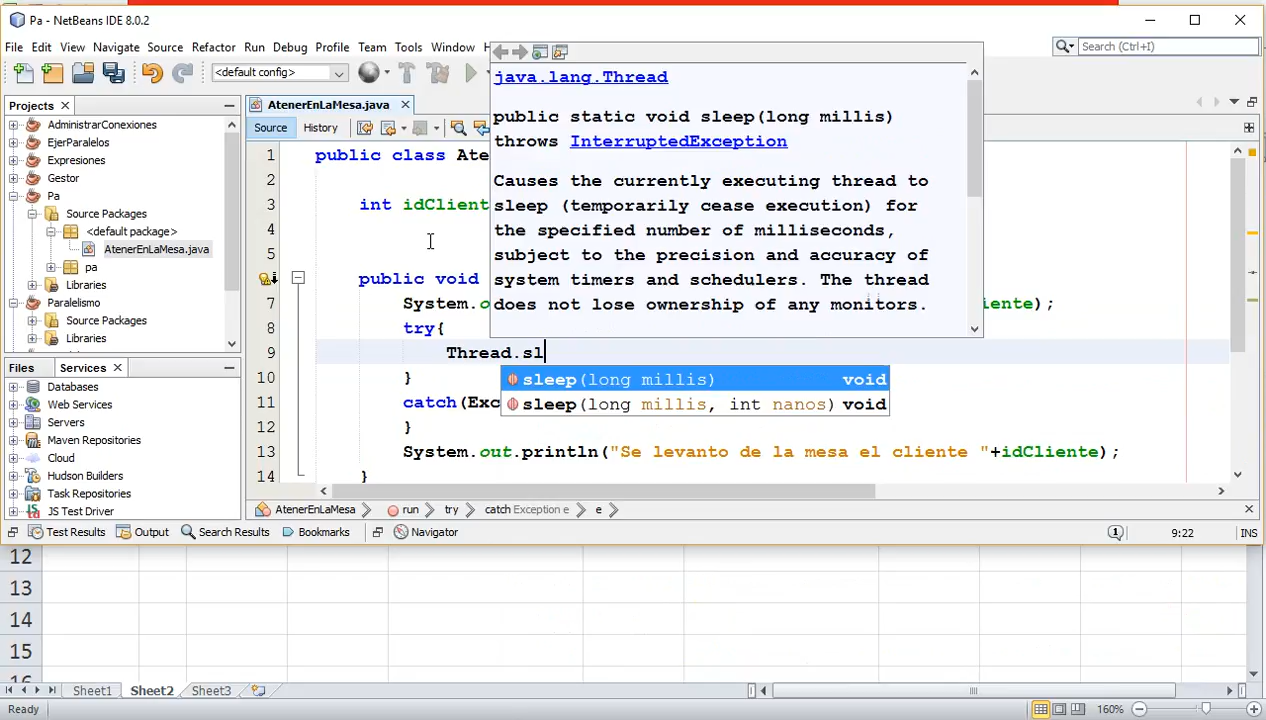 Pa - NetBeans IDE 8.0.2
File Edit View Navigate Source Refactor Run Debug Profile Team Tools Window
Search (Ctrl+I)
<default config>
Projects
AtenerEnLaMesa.java
AdministrarConexiones
EjerParalelos
Expresiones
Gestor
Pa
Source Packages
<default package>
AtenerEnLaMesa.java
pa
Libraries
Paralelismo
Source Packages
Libraries
Files Services
Databases
Web Services
Servers
Maven Repositories
Cloud
Hudson Builders
Task Repositories
JS Test Driver
Source History
java.lang.Thread
public static void sleep(long millis)
throws InterruptedException
Causes the currently executing thread to
sleep (temporarily cease execution) for
the specified number of milliseconds,
subject to the precision and accuracy of
system timers and schedulers. The thread
does not lose ownership of any monitors.
1 public class Ate
2
3 int idClient
4
5
public void
7 System.o iente);
8 try{
9 Thread.sl
sleep(long millis) void
sleep(long millis, int nanos) void
10 }
11 catch(Exc
12 }
13 System.out.println("Se levanto de la mesa el cliente "+idCliente);
14 }
AtenerEnLaMesa run try catch Exception e e
Test Results Output Search Results Bookmarks Navigator
1 9:22 INS
12
13
14
15
Sheet1 Sheet2 Sheet3
Ready 160%